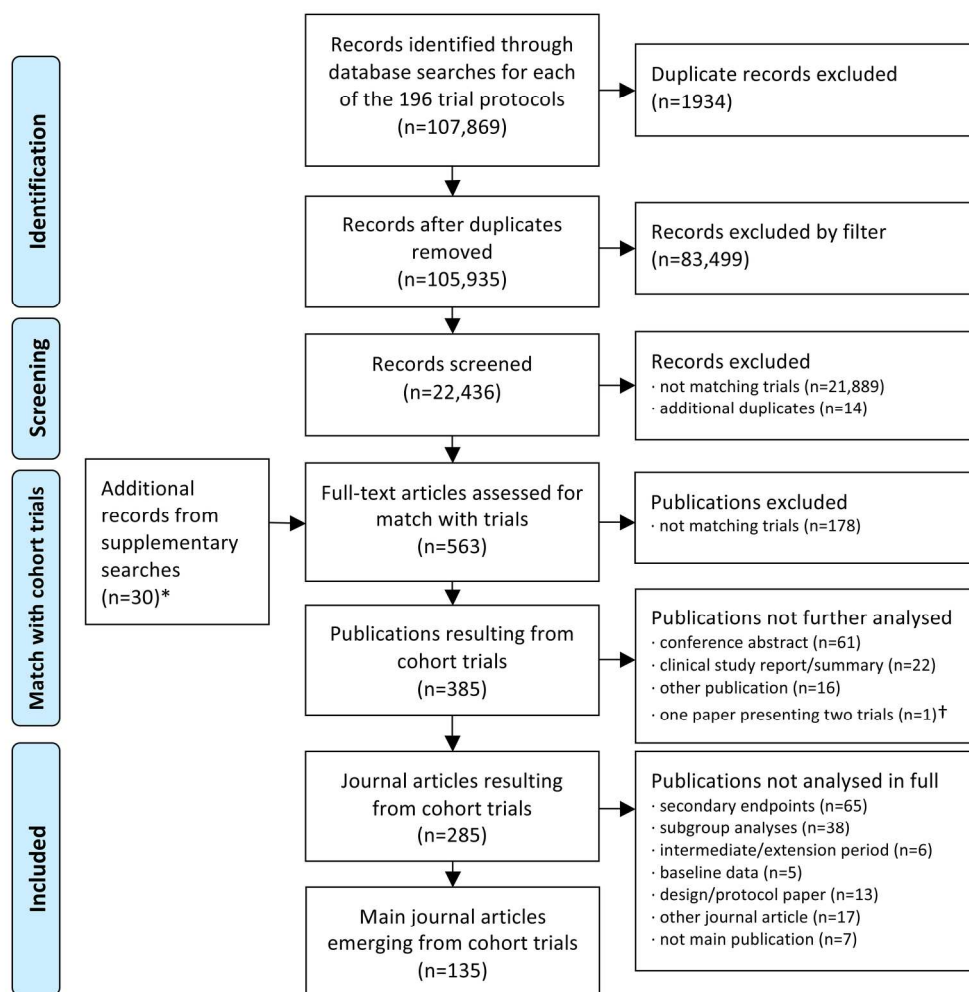 Identification
Records identified through
database searches for each
of the 196 trial protocols
(n=107,869)
Duplicate records excluded
(n=1934)
Records after duplicates
removed
(n=105,935)
Records excluded by filter
(n=83,499)
Screening
Records screened
(n=22,436)
Records excluded
· not matching trials (n=21,889)
· additional duplicates (n=14)
Match with cohort trials
Additional
records from
supplementary
searches
(n=30)*
Full-text articles assessed for
match with trials
(n=563)
Publications excluded
· not matching trials (n=178)
Publications resulting from
cohort trials
(n=385)
Publications not further analysed
· conference abstract (n=61)
· clinical study report/summary (n=22)
· other publication (n=16)
· one paper presenting two trials (n=1)†
Included
Journal articles resulting
from cohort trials
(n=285)
Publications not analysed in full
· secondary endpoints (n=65)
· subgroup analyses (n=38)
· intermediate/extension period (n=6)
· baseline data (n=5)
· design/protocol paper (n=13)
· other journal article (n=17)
· not main publication (n=7)
Main journal articles
emerging from cohort trials
(n=135)